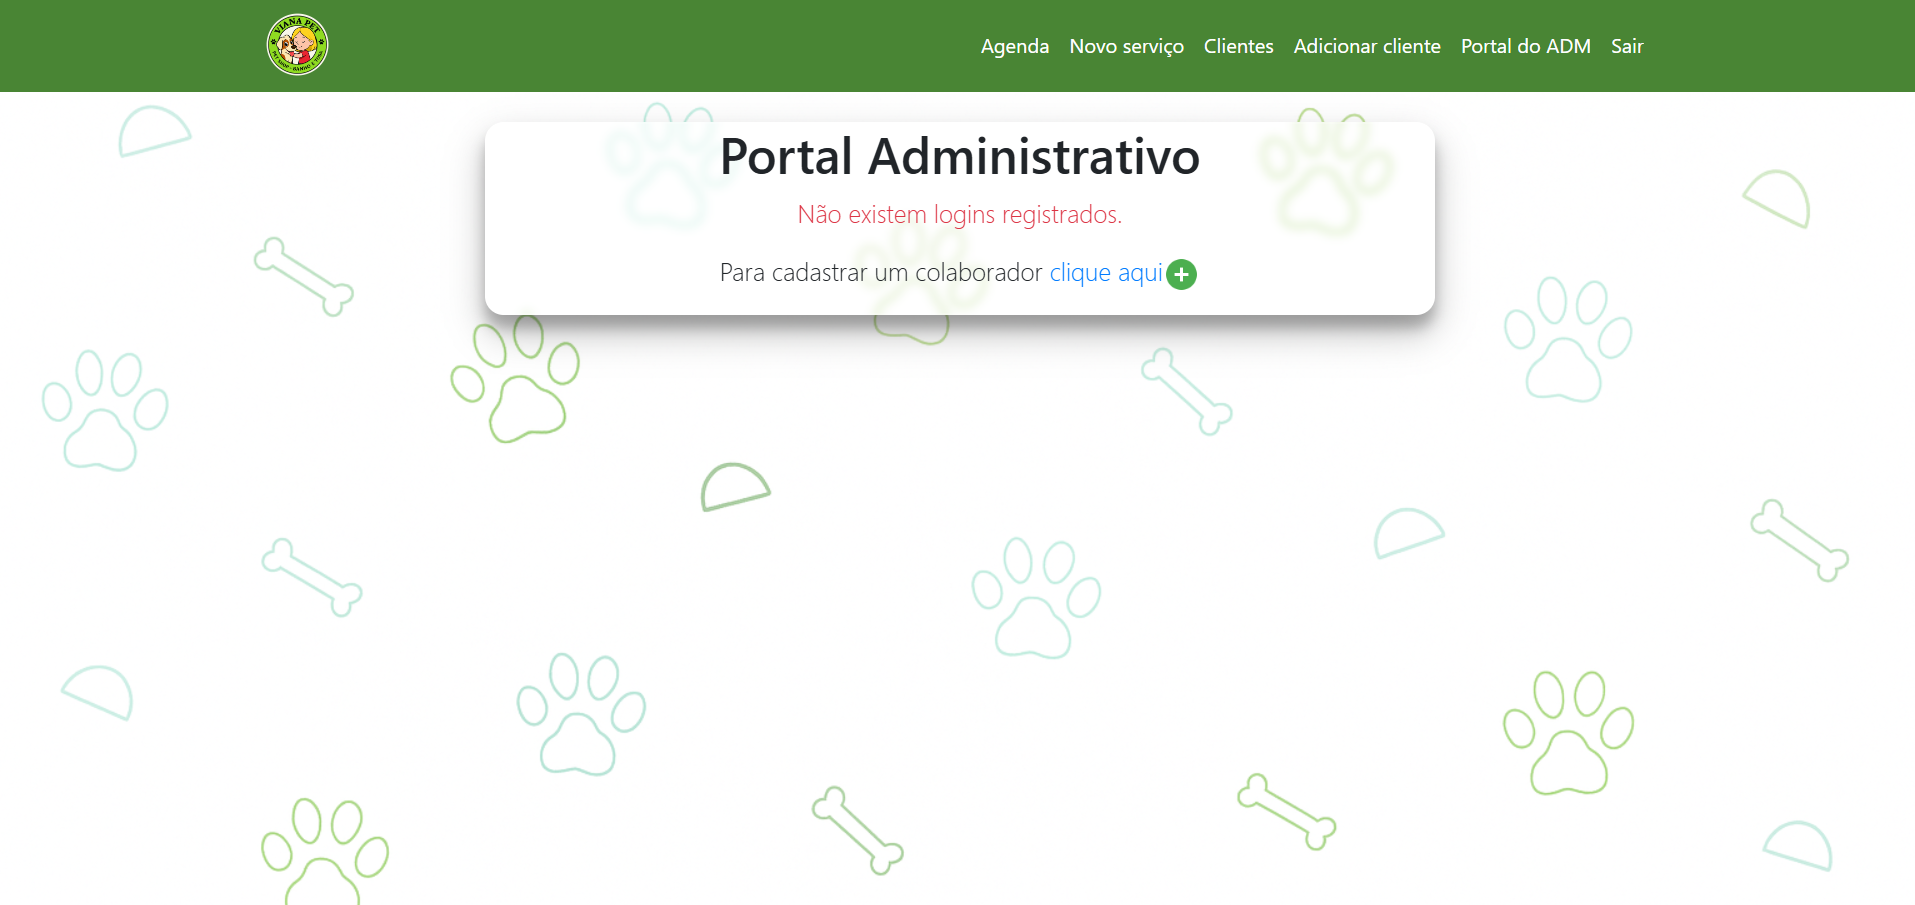 VIANA PET
Agenda Novo serviço Clientes Adicionar cliente Portal do ADM Sair
Portal Administrativo
Não existem logins registrados.
Para cadastrar um colaborador clique aqui